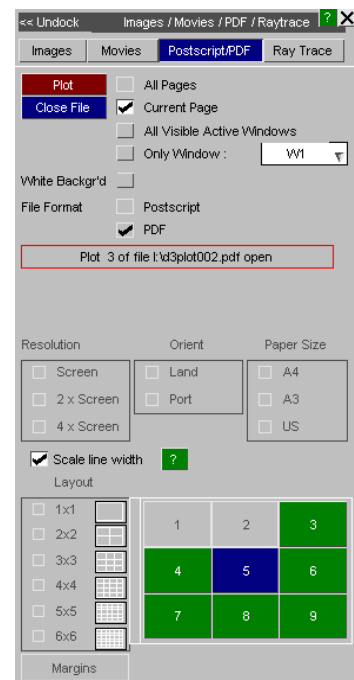 << Undock Images / Movies / PDF / Raytrace ? X
Images Movies Postscript/PDF Ray Trace
Plot All Pages
Close File Current Page
All Visible Active Windows
Only Window : W1
White Backgr'd
File Format Postscript
PDF
Plot 3 of file I:\d3plot002.pdf open
Resolution Orient Paper Size
Screen Land A4
2 x Screen Port A3
4 x Screen US
Scale line width ?
Layout
1x1
2x2
3x3
4x4
5x5
6x6
1 2 3
4 5 6
7 8 9
Margins